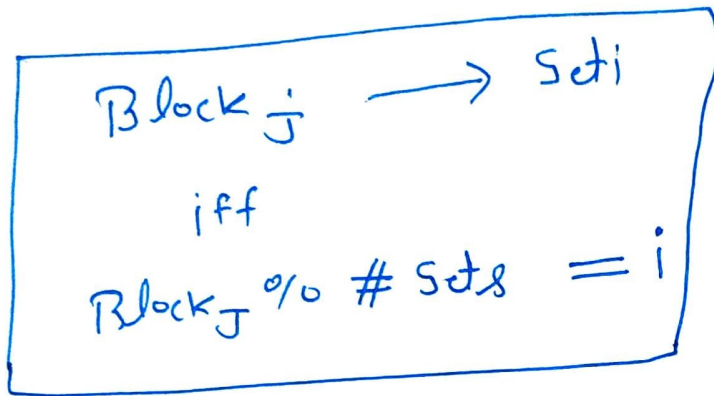 Block j → Set i
iff
Block J % # Sets = i